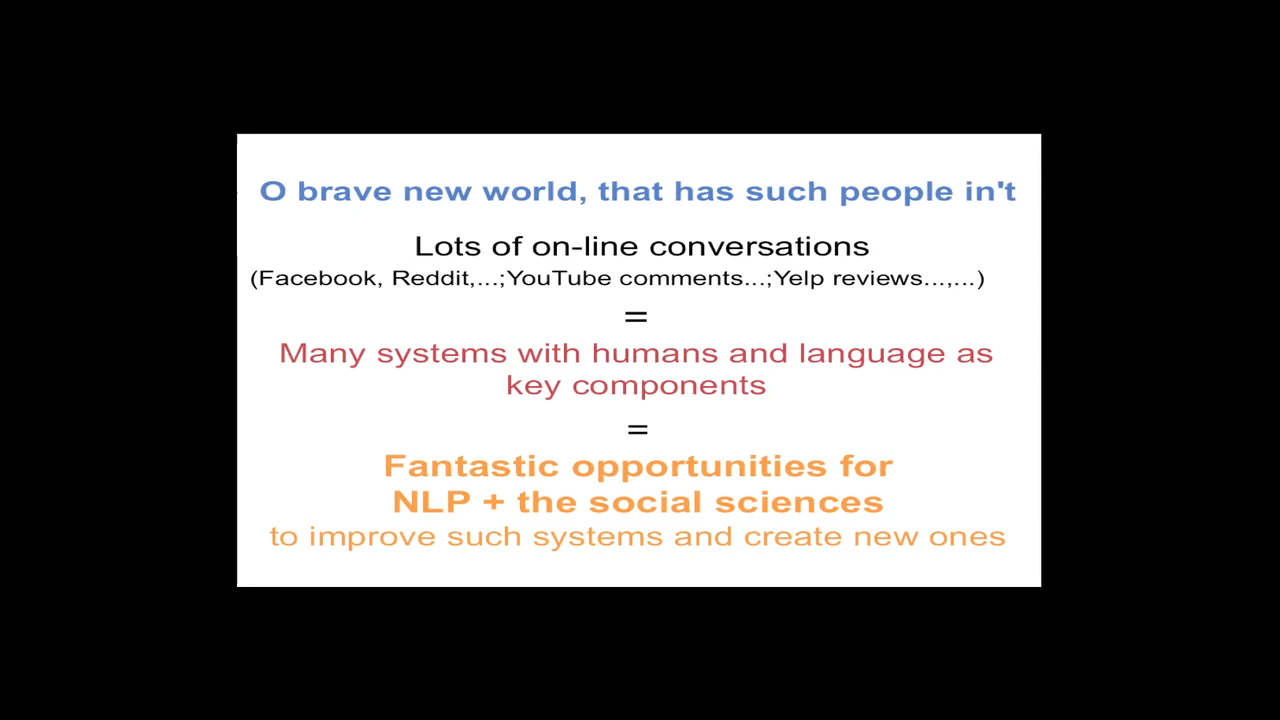 O brave new world, that has such people in't
Lots of on-line conversations
(Facebook, Reddit,...;YouTube comments...;Yelp reviews...,...)
=
Many systems with humans and language as
key components
=
Fantastic opportunities for
NLP + the social sciences
to improve such systems and create new ones